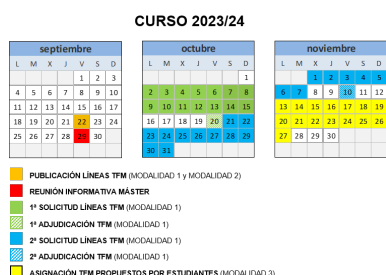 CURSO 2023/24
septiembre
L M X J V S D
1 2 3
4 5 6 7 8 9 10
11 12 13 14 15 16 17
18 19 20 21 22 23 24
25 26 27 28 29 30
octubre
L M X J V S D
1
2 3 4 5 6 7 8
9 10 11 12 13 14 15
16 17 18 19 20 21 22
23 24 25 26 27 28 29
30 31
noviembre
L M X J V S D
1 2 3 4 5
6 7 8 9 10 11 12
13 14 15 16 17 18 19
20 21 22 23 24 25 26
27 28 29 30
PUBLICACIÓN LÍNEAS TFM (MODALIDAD 1 y MODALIDAD 2)
REUNIÓN INFORMATIVA MÁSTER
1ª SOLICITUD LÍNEAS TFM (MODALIDAD 1)
1ª ADJUDICACIÓN TFM (MODALIDAD 1)
2ª SOLICITUD LÍNEAS TFM (MODALIDAD 1)
2ª ADJUDICACIÓN TFM (MODALIDAD 1)
ASIGNACIÓN TFM PROPUESTOS POR ESTUDIANTES (MODALIDAD 3)